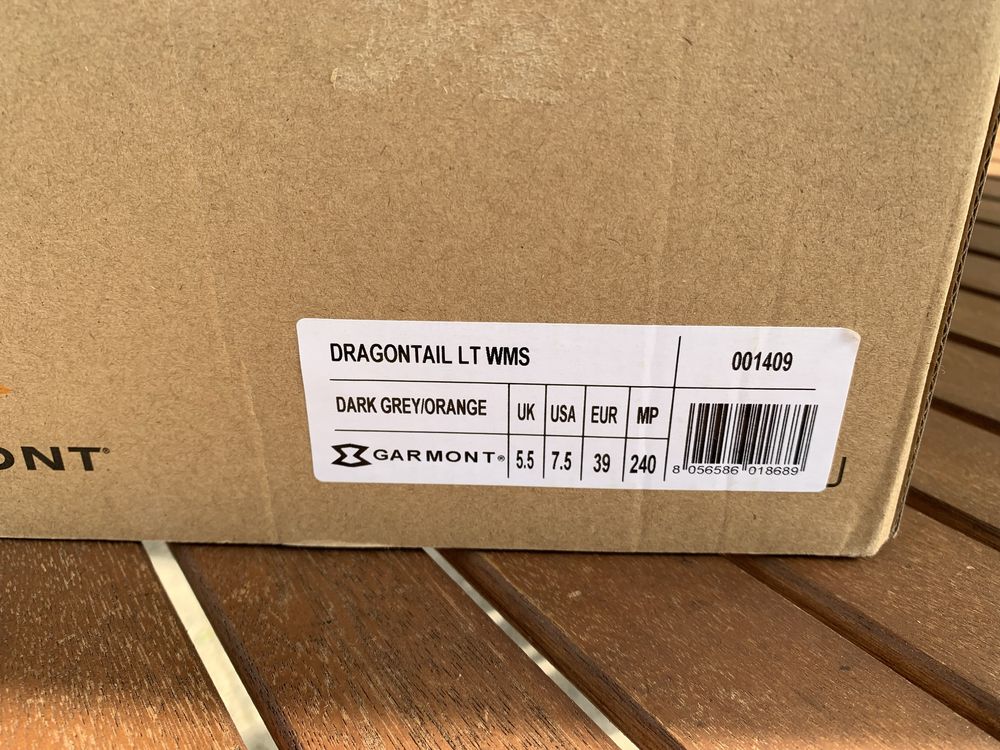 DRAGONTAIL LT WMS
001409
DARK GREY/ORANGE
UK USA EUR MP
GARMONT®
5.5 7.5 39 240
8 056586 018689
ONT®